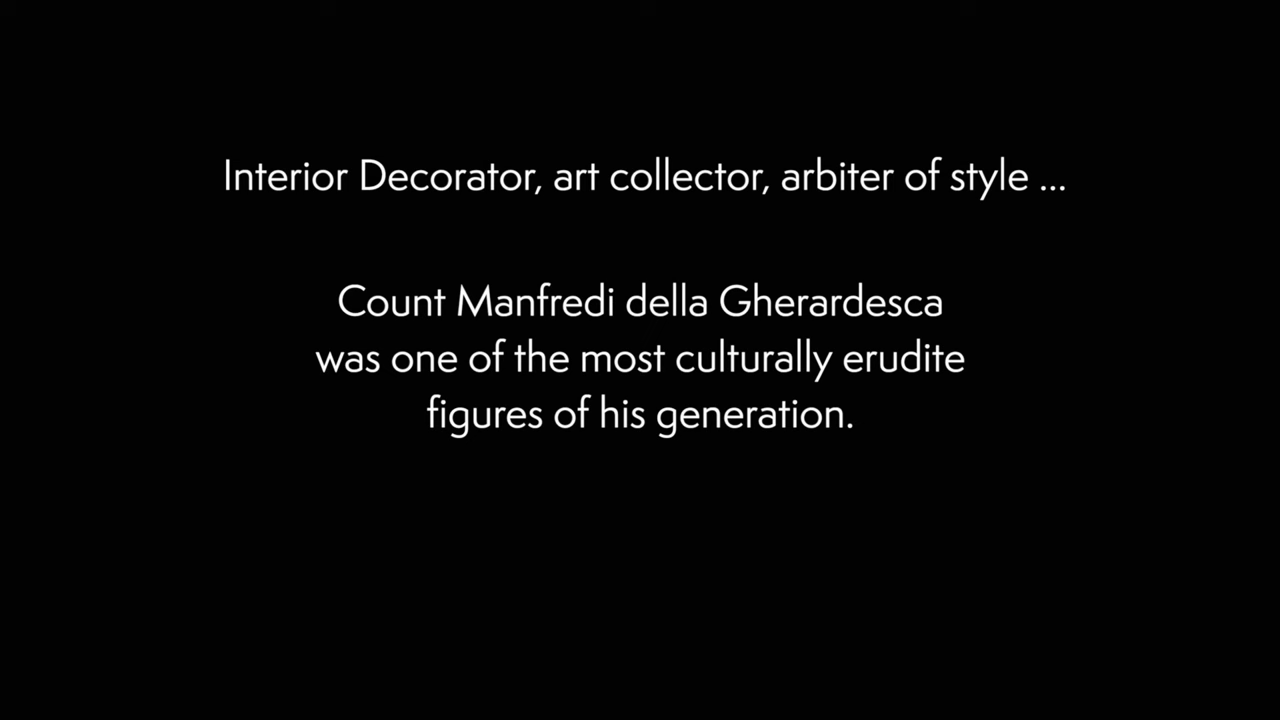 Interior Decorator, art collector, arbiter of style ...
Count Manfredi della Gherardesca
was one of the most culturally erudite
figures of his generation.